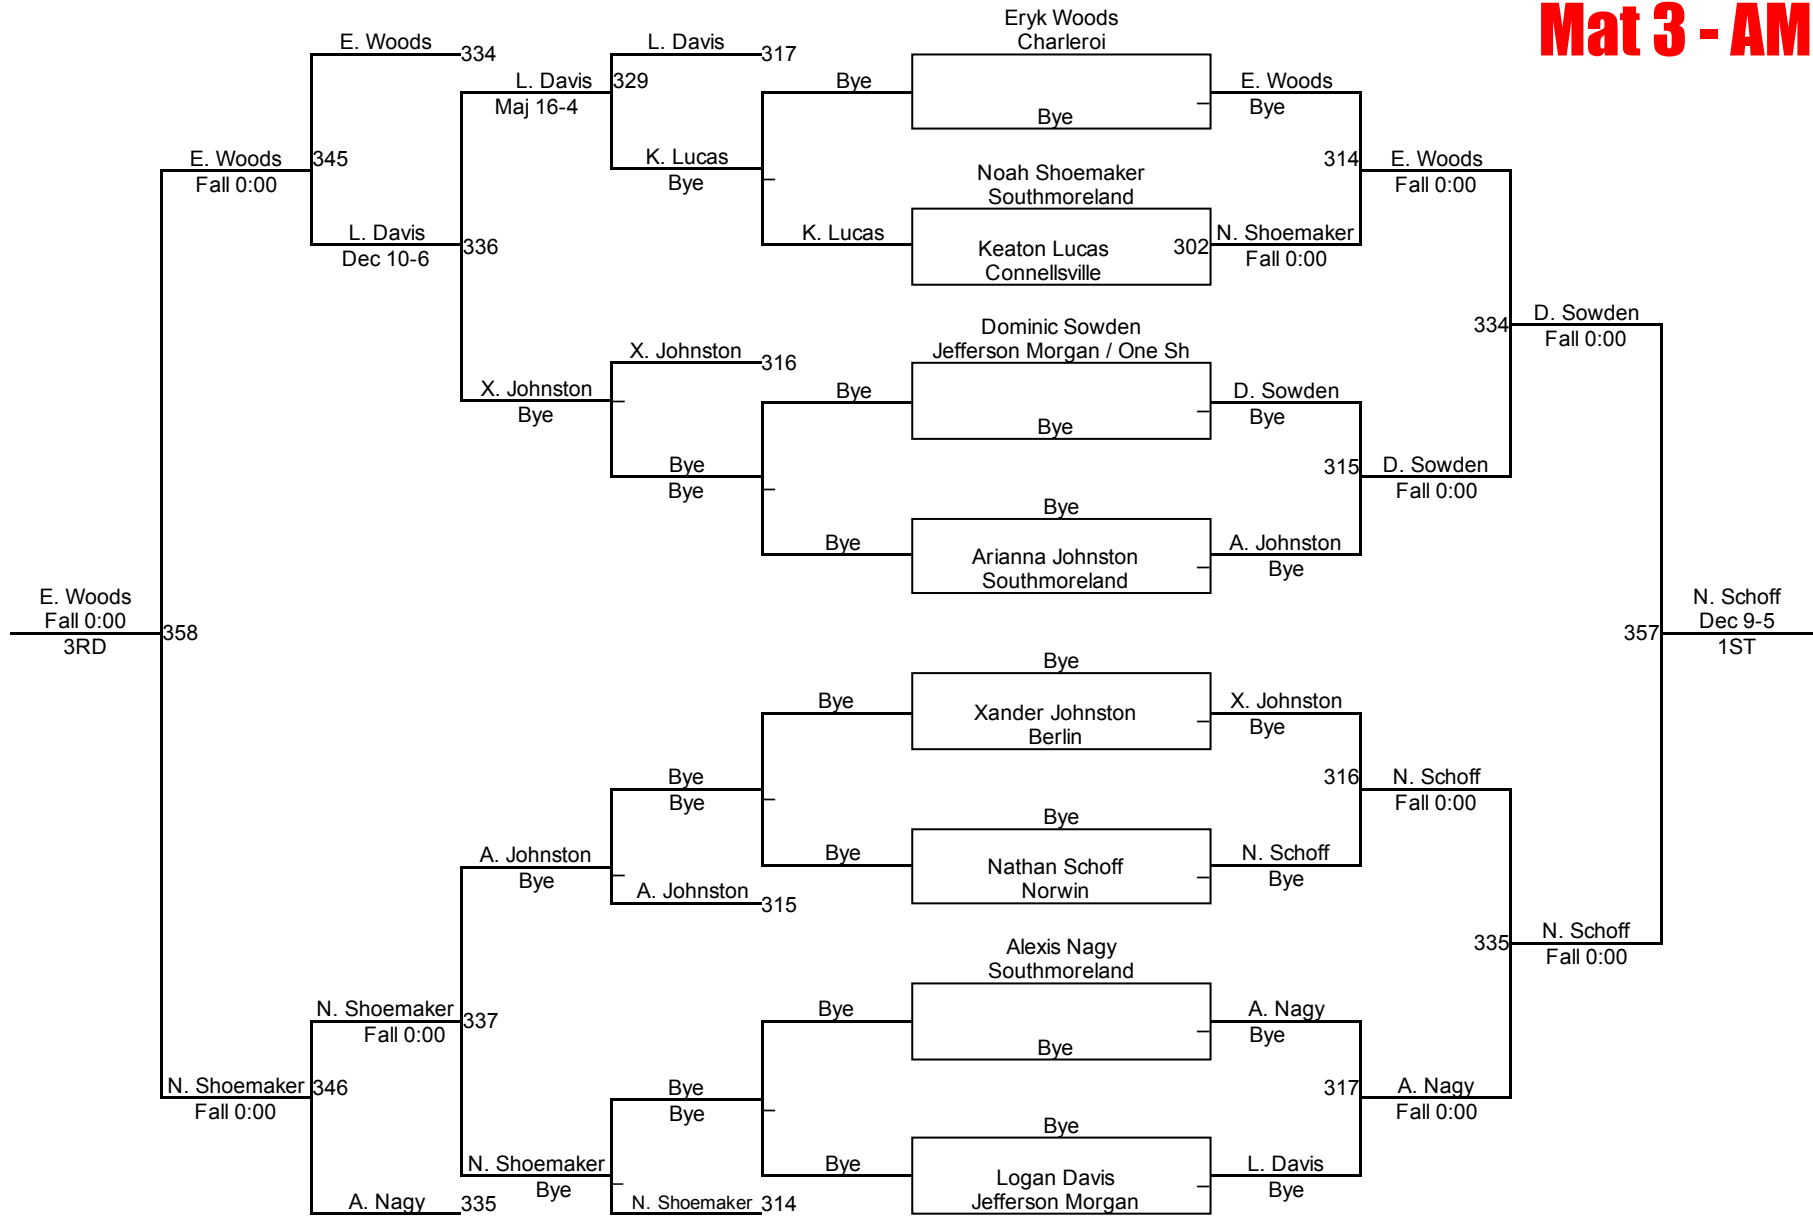 Mat 3 - AM
Eryk Woods
Charleroi
E. Woods
334
L. Davis
317
L. Davis
329
Maj 16-4
Bye
Bye
E. Woods
Bye
K. Lucas
Bye
E. Woods
345
Fall 0:00
314
E. Woods
Fall 0:00
Noah Shoemaker
Southmoreland
L. Davis
336
Dec 10-6
K. Lucas
Keaton Lucas
Connellsville
302
N. Shoemaker
Fall 0:00
Dominic Sowden
Jefferson Morgan / One Sh
334
D. Sowden
Fall 0:00
X. Johnston
316
X. Johnston
Bye
Bye
Bye
D. Sowden
Bye
Bye
Bye
315
D. Sowden
Fall 0:00
Bye
Bye
Arianna Johnston
Southmoreland
A. Johnston
Bye
E. Woods
Fall 0:00
3RD
358
357
N. Schoff
Dec 9-5
1ST
Bye
Bye
Xander Johnston
Berlin
X. Johnston
Bye
Bye
Bye
316
N. Schoff
Fall 0:00
Bye
Bye
Nathan Schoff
Norwin
N. Schoff
Bye
A. Johnston
Bye
A. Johnston
315
335
N. Schoff
Fall 0:00
Alexis Nagy
Southmoreland
N. Shoemaker
337
Fall 0:00
Bye
Bye
A. Nagy
Bye
N. Shoemaker
346
Fall 0:00
Bye
Bye
317
A. Nagy
Fall 0:00
Bye
N. Shoemaker
Bye
Bye
Logan Davis
Jefferson Morgan
L. Davis
Bye
A. Nagy
335
N. Shoemaker
314